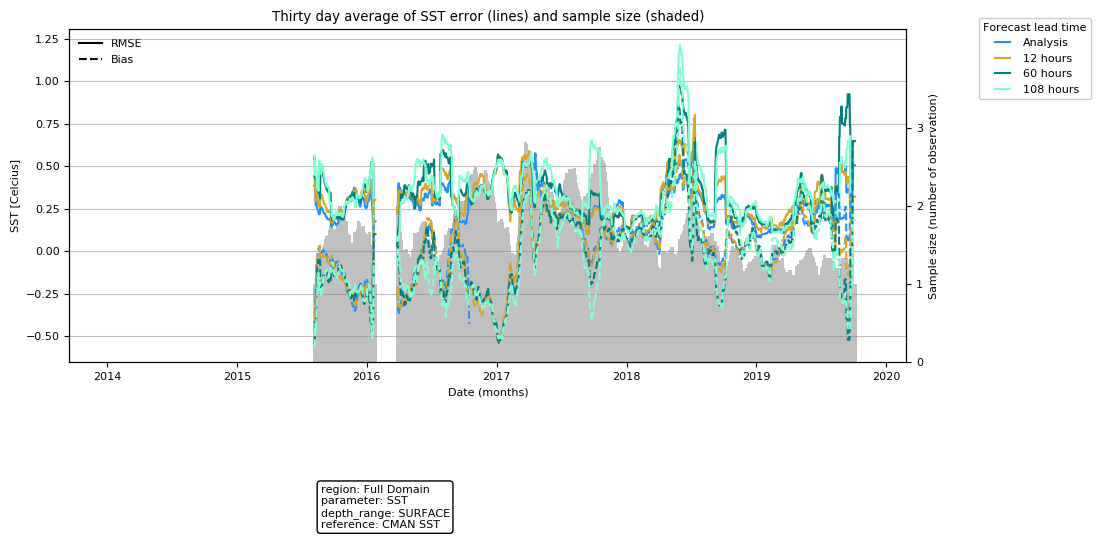 Thirty day average of SST error (lines) and sample size (shaded)
RMSE
Bias
Forecast lead time
Analysis
12 hours
60 hours
108 hours
1.25
1.00
0.75
0.50
0.25
0.00
−0.25
−0.50
SST [Celcius]
3
2
1
0
Sample size (number of observation)
2014
2015
2016
2017
2018
2019
2020
Date (months)
region: Full Domain
parameter: SST
depth_range: SURFACE
reference: CMAN SST